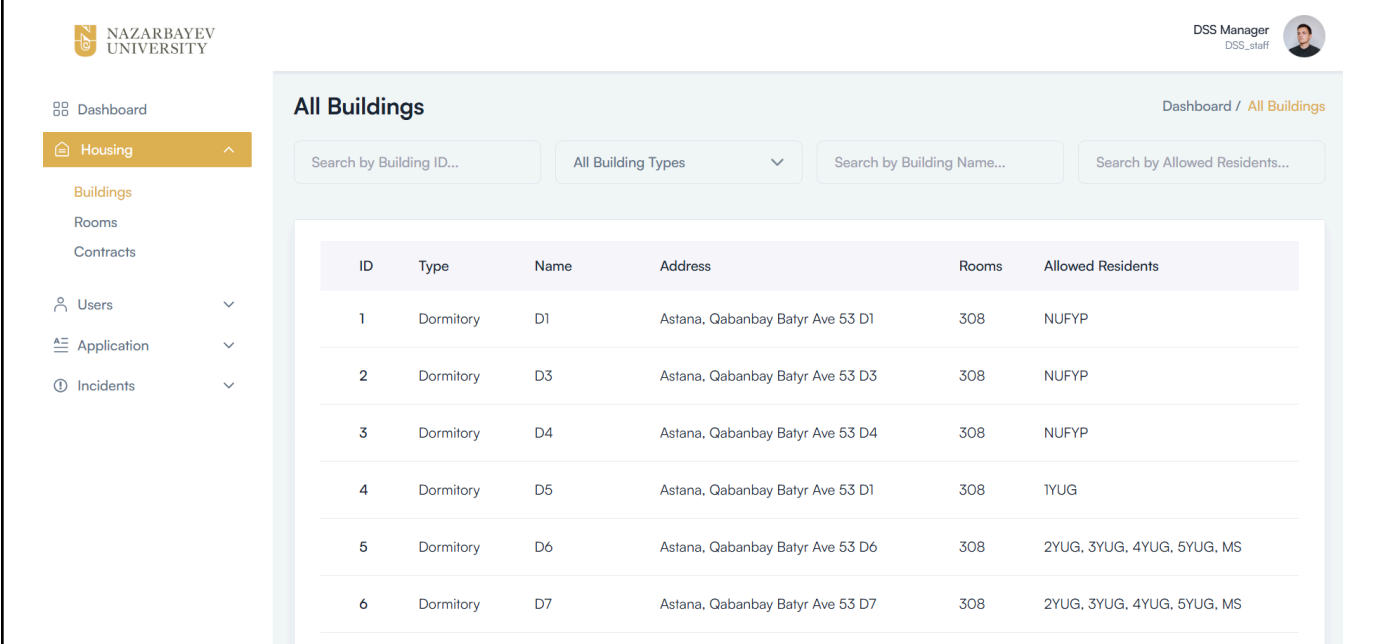 NAZARBAYEV
UNIVERSITY
DSS Manager
DSS_staff
Dashboard
Housing
Buildings
Rooms
Contracts
Users
Application
Incidents
All Buildings
Dashboard / All Buildings
Search by Building ID... All Building Types Search by Building Name... Search by Allowed Residents...
ID Type Name Address Rooms Allowed Residents
1 Dormitory D1 Astana, Qabanbay Batyr Ave 53 D1 308 NUFYP
2 Dormitory D3 Astana, Qabanbay Batyr Ave 53 D3 308 NUFYP
3 Dormitory D4 Astana, Qabanbay Batyr Ave 53 D4 308 NUFYP
4 Dormitory D5 Astana, Qabanbay Batyr Ave 53 D1 308 1YUG
5 Dormitory D6 Astana, Qabanbay Batyr Ave 53 D6 308 2YUG, 3YUG, 4YUG, 5YUG, MS
6 Dormitory D7 Astana, Qabanbay Batyr Ave 53 D7 308 2YUG, 3YUG, 4YUG, 5YUG, MS